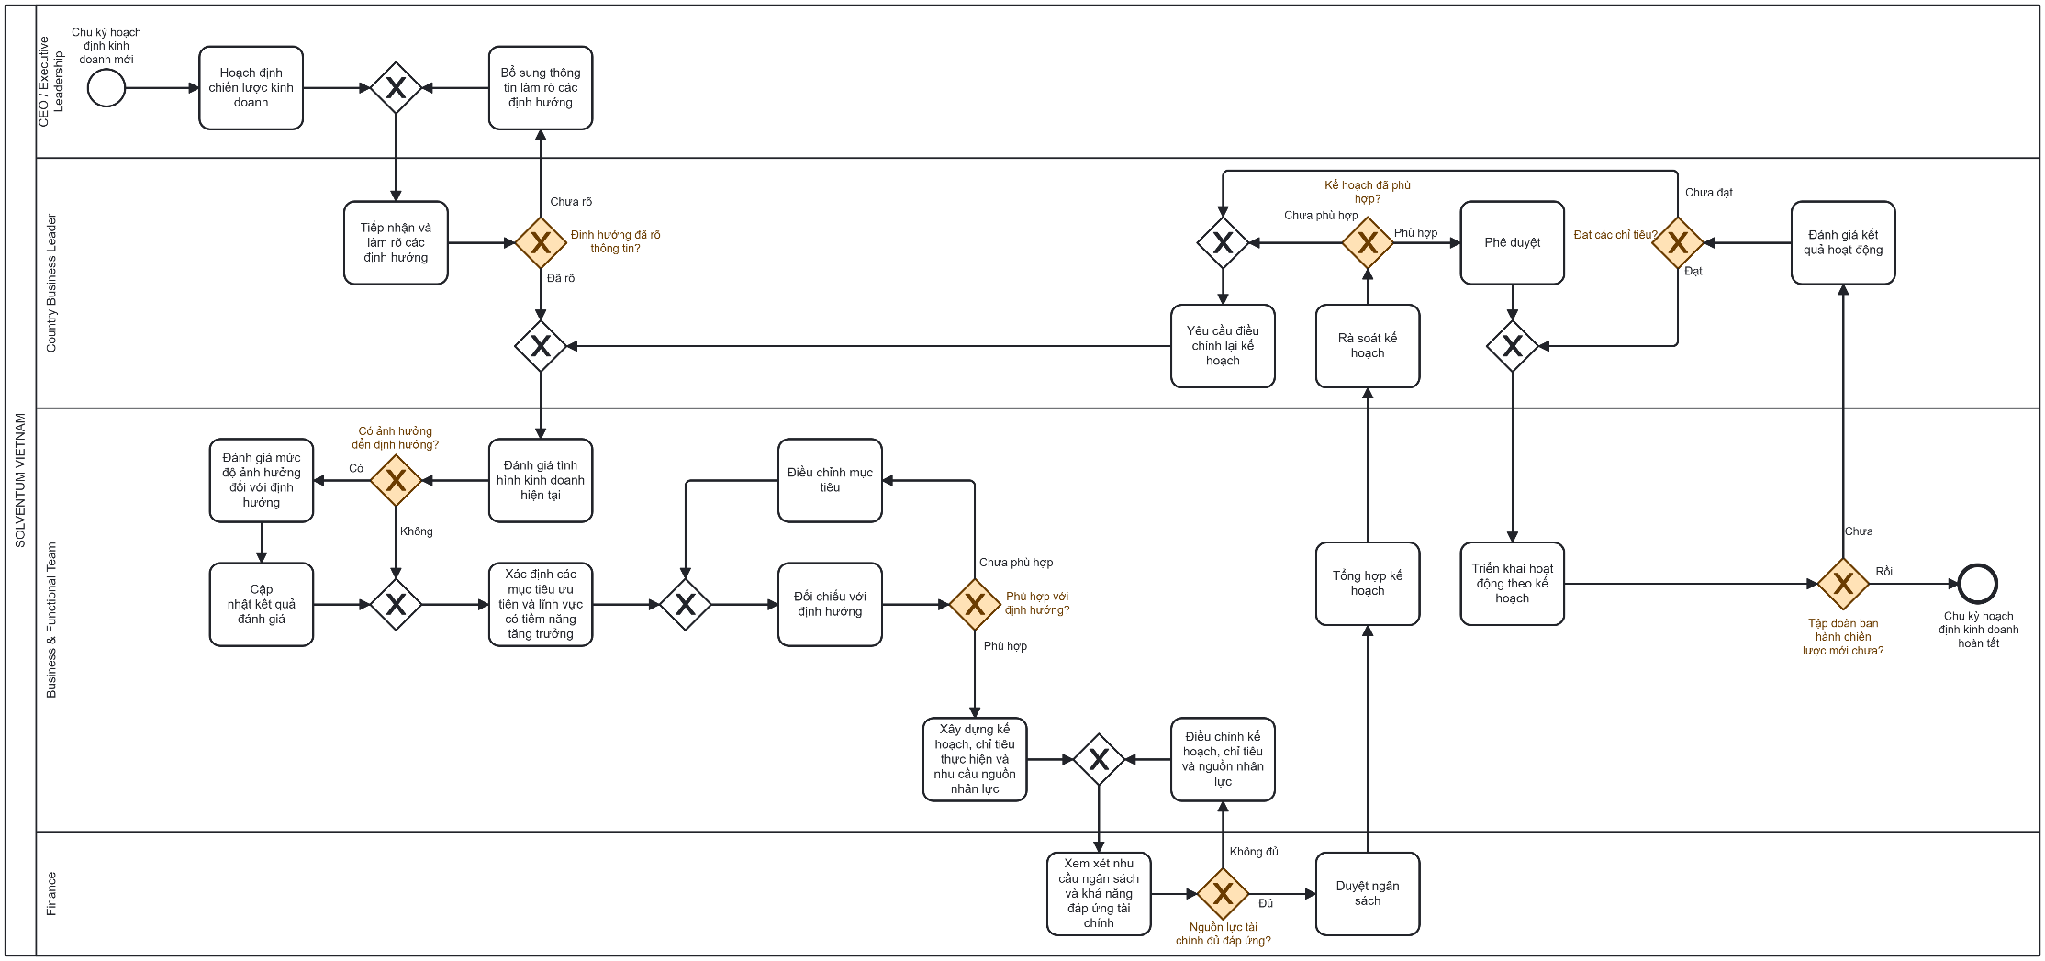 SOLVENTUM VIETNAM
CEO / Executive
Leadership
Chu kỳ hoạch
định kinh
doanh mới
Hoạch định
chiến lược kinh
doanh
Bổ sung thông
tin làm rõ các
định hướng
Country Business Leader
Tiếp nhận và
làm rõ các
định hướng
Chưa rõ
Định hướng đã rõ
thông tin?
Đã rõ
Yêu cầu điều
chỉnh lại kế
hoạch
Kế hoạch đã phù
hợp?
Chưa phù hợp
Phù hợp
Rà soát kế
hoạch
Phê duyệt
Chưa đạt
Đạt các chỉ tiêu?
Đạt
Đánh giá kết
quả hoạt động
Business & Functional Team
Đánh giá mức
độ ảnh hưởng
đối với định
hướng
Có ảnh hưởng
đến định hướng?
Có
Không
Đánh giá tình
hình kinh doanh
hiện tại
Cập
nhật kết quả
đánh giá
Xác định các
mục tiêu ưu
tiên và lĩnh vực
có tiềm năng
tăng trưởng
Điều chỉnh mục
tiêu
Đối chiếu với
định hướng
Chưa phù hợp
Phù hợp với
định hướng?
Phù hợp
Xây dựng kế
hoạch, chỉ tiêu
thực hiện và
nhu cầu nguồn
nhân lực
Điều chỉnh kế
hoạch, chỉ tiêu
và nguồn nhân
lực
Tổng hợp kế
hoạch
Triển khai hoạt
động theo kế
hoạch
Chưa
Rồi
Tập đoàn ban
hành chiến
lược mới chưa?
Chu kỳ hoạch
định kinh doanh
hoàn tất
Finance
Xem xét nhu
cầu ngân sách
và khả năng
đáp ứng tài
chính
Không đủ
Đủ
Nguồn lực tài
chính đủ đáp ứng?
Duyệt ngân
sách